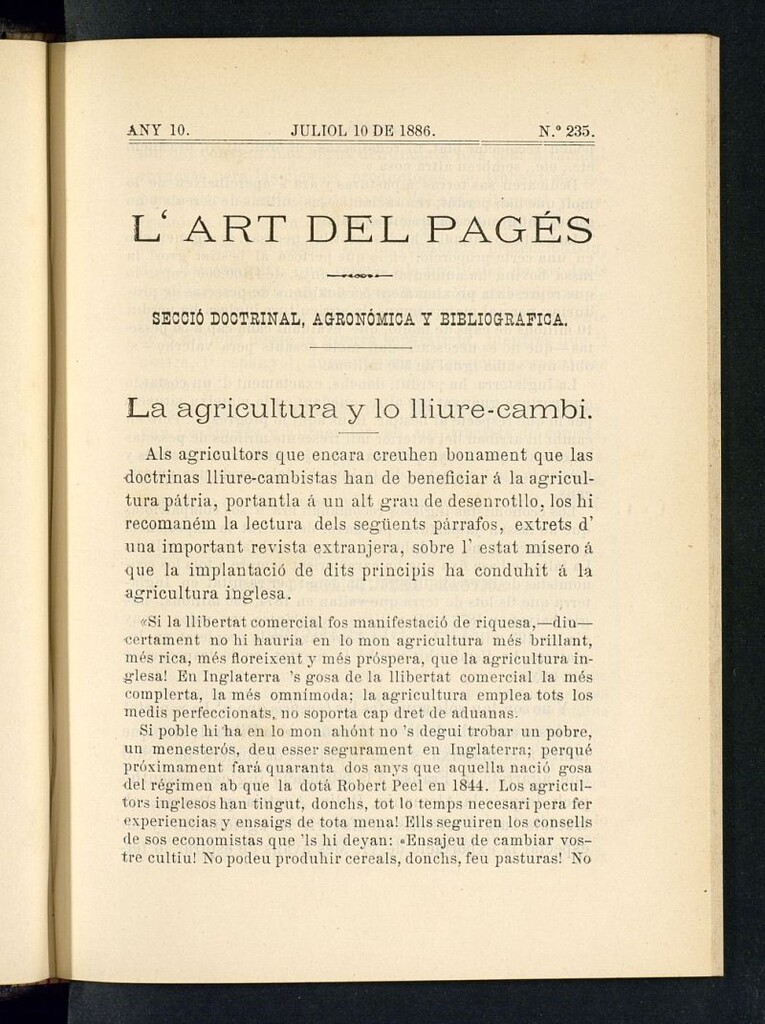 ANY 10. JULIOL 10 DE 1886. N.º 235.
L' ART DEL PAGÉS
SECCIÓ DOCTRINAL, AGRONÓMICA Y BIBLIOGRAFICA.
La agricultura y lo lliure-cambi.
Als agricultors que encara creuhen bonament que las
doctrinas lliure-cambistas han de beneficiar á la agricul-
tura pátria, portantla á un alt grau de desenrotllo, los hi
recomaném la lectura dels següents párrafos, extrets d'
una important revista extranjera, sobre l' estat mísero á
que la implantació de dits principis ha conduhit á la
agricultura inglesa.
«Si la llibertat comercial fos manifestació de riquesa,—diu—
certament no hi hauria en lo mon agricultura més brillant,
més rica, més floreixent y més próspera, que la agricultura in-
glesa! En Inglaterra 's gosa de la llibertat comercial la més
complerta, la més omnímoda; la agricultura emplea tots los
medis perfeccionats, no soporta cap dret de aduanas.
Si poble hi ha en lo mon ahónt no 's degui trobar un pobre,
un menesterós, deu esser segurament en Inglaterra; perqué
próximament fará quaranta dos anys que aquella nació gosa
del régimen ab que la dotá Robert Peel en 1844. Los agricul-
tors inglesos han tingut, donchs, tot lo temps necesari pera fer
experiencias y ensaigs de tota mena! Ells seguiren los consells
de sos economistas que 'ls hi deyan: «Ensajeu de cambiar vos-
tre cultiu! No podeu produhir cereals, donchs, feu pasturas! No